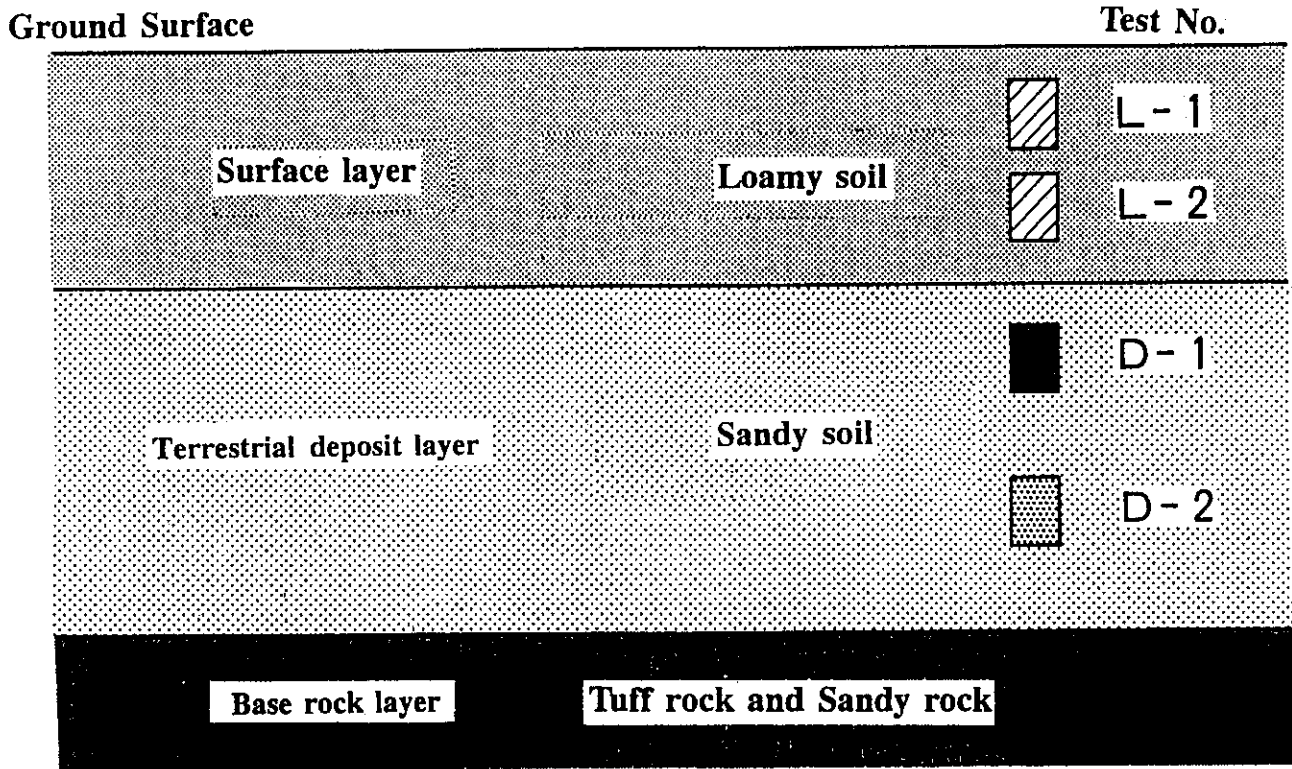 Ground Surface
Test No.
L-1
Surface layer
Loamy soil
L-2
D-1
Terrestrial deposit layer
Sandy soil
D-2
Base rock layer
Tuff rock and Sandy rock